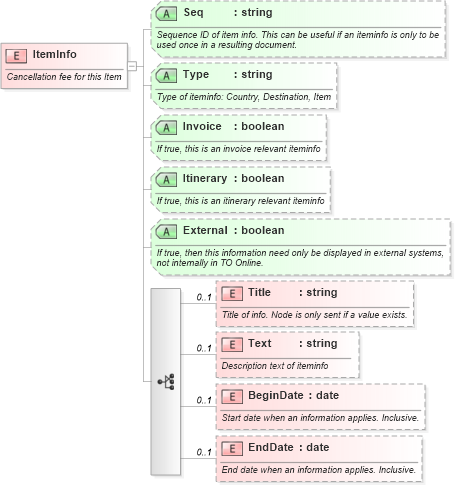 E ItemInfo
Cancellation fee for this Item
A Seq : string
Sequence ID of item info. This can be useful if an iteminfo is only to be
used once in a resulting document.
A Type : string
Type of iteminfo: Country, Destination, Item
A Invoice : boolean
If true, this is an invoice relevant iteminfo
A Itinerary : boolean
If true, this is an itinerary relevant iteminfo
A External : boolean
If true, then this information need only be displayed in external systems,
not internally in TO Online.
0..1 E Title : string
Title of info. Node is only sent if a value exists.
0..1 E Text : string
Description text of iteminfo
0..1 E BeginDate : date
Start date when an information applies. Inclusive.
0..1 E EndDate : date
End date when an information applies. Inclusive.